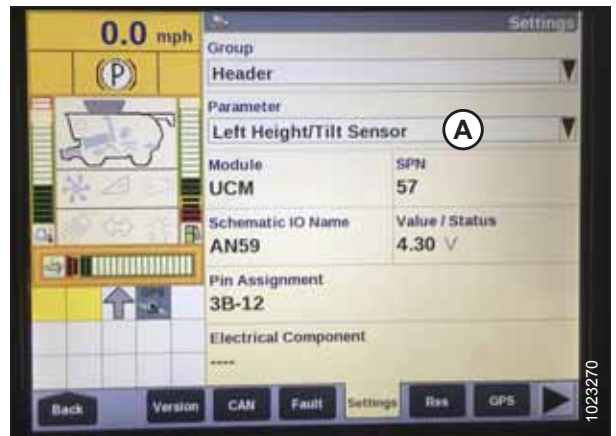 0.0 mph
Settings
(P)
Group
Header
Parameter
Left Height/Tilt Sensor
A
Module
SPN
UCM
57
Schematic IO Name
Value / Status
AN59
4.30 V
Pin Assignment
3B-12
Electrical Component
----
Back
Version
CAN
Fault
Settings
Res
GPS
1023270